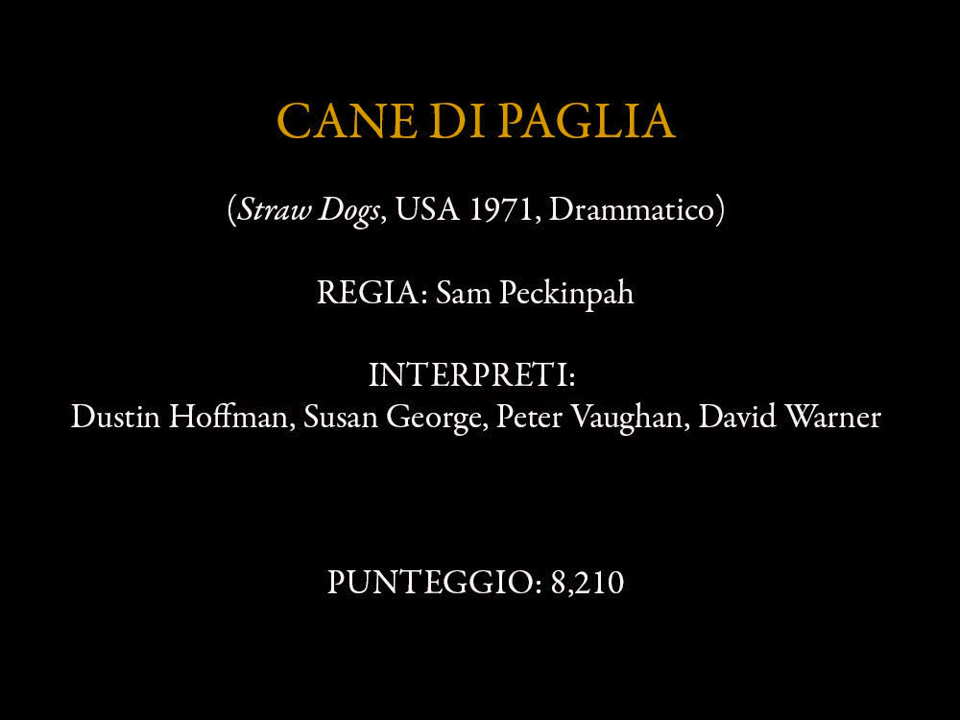 CANE DI PAGLIA
(Straw Dogs, USA 1971, Drammatico)
REGIA: Sam Peckinpah
INTERPRETI:
Dustin Hoffman, Susan George, Peter Vaughan, David Warner
PUNTEGGIO: 8,210